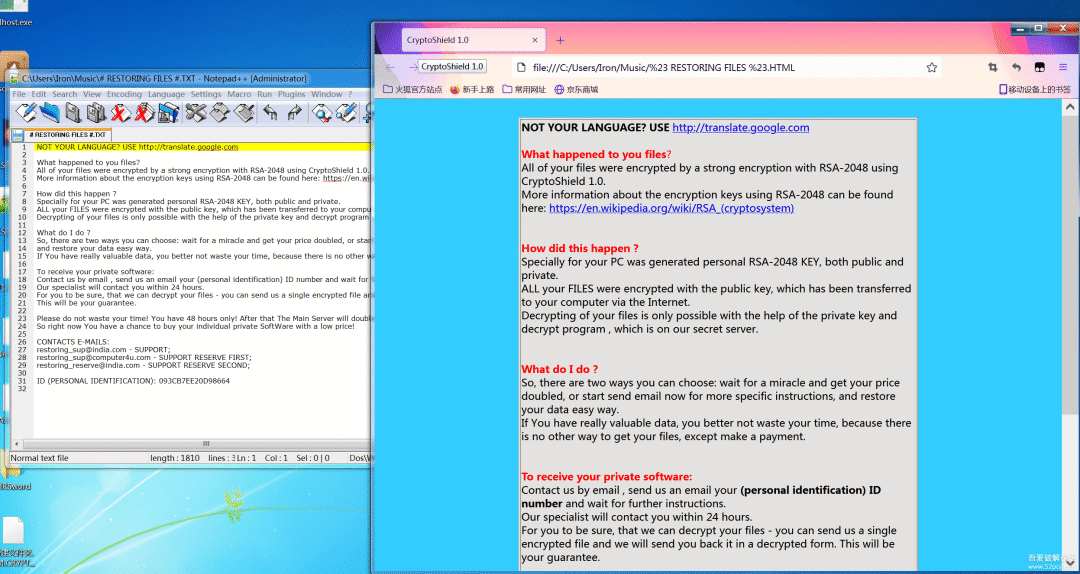 lhost.exe
C:\Users\Iron\Music\# RESTORING FILES #.TXT - Notepad++ [Administrator]
File Edit Search View Encoding Language Settings Macro Run Plugins Window ?
# RESTORING FILES #.TXT
1 NOT YOUR LANGUAGE? USE http://translate.google.com
2
3 What happened to you files?
4 All of your files were encrypted by a strong encryption with RSA-2048 using CryptoShield 1.0.
5 More information about the encryption keys using RSA-2048 can be found here: https://en.wi
6
7 How did this happen ?
8 Specially for your PC was generated personal RSA-2048 KEY, both public and private.
9 ALL your FILES were encrypted with the public key, which has been transferred to your compu
10 Decrypting of your files is only possible with the help of the private key and decrypt program
11
12 What do I do ?
13 So, there are two ways you can choose: wait for a miracle and get your price doubled, or star
14 and restore your data easy way.
15 If You have really valuable data, you better not waste your time, because there is no other w
16
17 To receive your private software:
18 Contact us by email , send us an email your (personal identification) ID number and wait for
19 Our specialist will contact you within 24 hours.
20 For you to be sure, that we can decrypt your files - you can send us a single encrypted file an
21 This will be your guarantee.
22
23 Please do not waste your time! You have 48 hours only! After that The Main Server will doubl
24 So right now You have a chance to buy your individual private SoftWare with a low price!
25
26 CONTACTS E-MAILS:
27 restoring_sup@india.com - SUPPORT;
28 restoring_sup@computer4u.com - SUPPORT RESERVE FIRST;
29 restoring_reserve@india.com - SUPPORT RESERVE SECOND;
30
31 ID (PERSONAL IDENTIFICATION): 093CB7EE20D98664
32
Normal text file length : 1810 lines : 3 Ln : 1 Col : 1 Sel : 0 | 0 Dos\W
RSword
CryptoShield 1.0
CryptoShield 1.0
file:///C:/Users/Iron/Music/%23 RESTORING FILES %23.HTML
火狐官方站点 新手上路 常用网址 京东商城 移动设备上的书签
NOT YOUR LANGUAGE? USE http://translate.google.com
What happened to you files?
All of your files were encrypted by a strong encryption with RSA-2048 using
CryptoShield 1.0.
More information about the encryption keys using RSA-2048 can be found
here: https://en.wikipedia.org/wiki/RSA_(cryptosystem)
How did this happen ?
Specially for your PC was generated personal RSA-2048 KEY, both public and
private.
ALL your FILES were encrypted with the public key, which has been transferred
to your computer via the Internet.
Decrypting of your files is only possible with the help of the private key and
decrypt program , which is on our secret server.
What do I do ?
So, there are two ways you can choose: wait for a miracle and get your price
doubled, or start send email now for more specific instructions, and restore
your data easy way.
If You have really valuable data, you better not waste your time, because there
is no other way to get your files, except make a payment.
To receive your private software:
Contact us by email , send us an email your (personal identification) ID
number and wait for further instructions.
Our specialist will contact you within 24 hours.
For you to be sure, that we can decrypt your files - you can send us a single
encrypted file and we will send you back it in a decrypted form. This will be
your guarantee.
吾爱破解